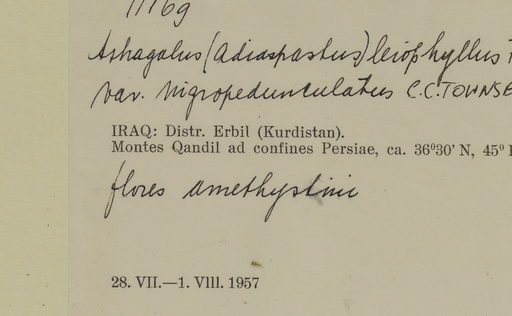 11169
Astragalus (Adiaspastus) leiophyllus
var. nigropedunculatus C.C.TOWNSE
IRAQ: Distr. Erbil (Kurdistan).
Montes Qandil ad confines Persiae, ca. 36°30' N, 45°
flores amethystini
28. VII.—1. VIII. 1957